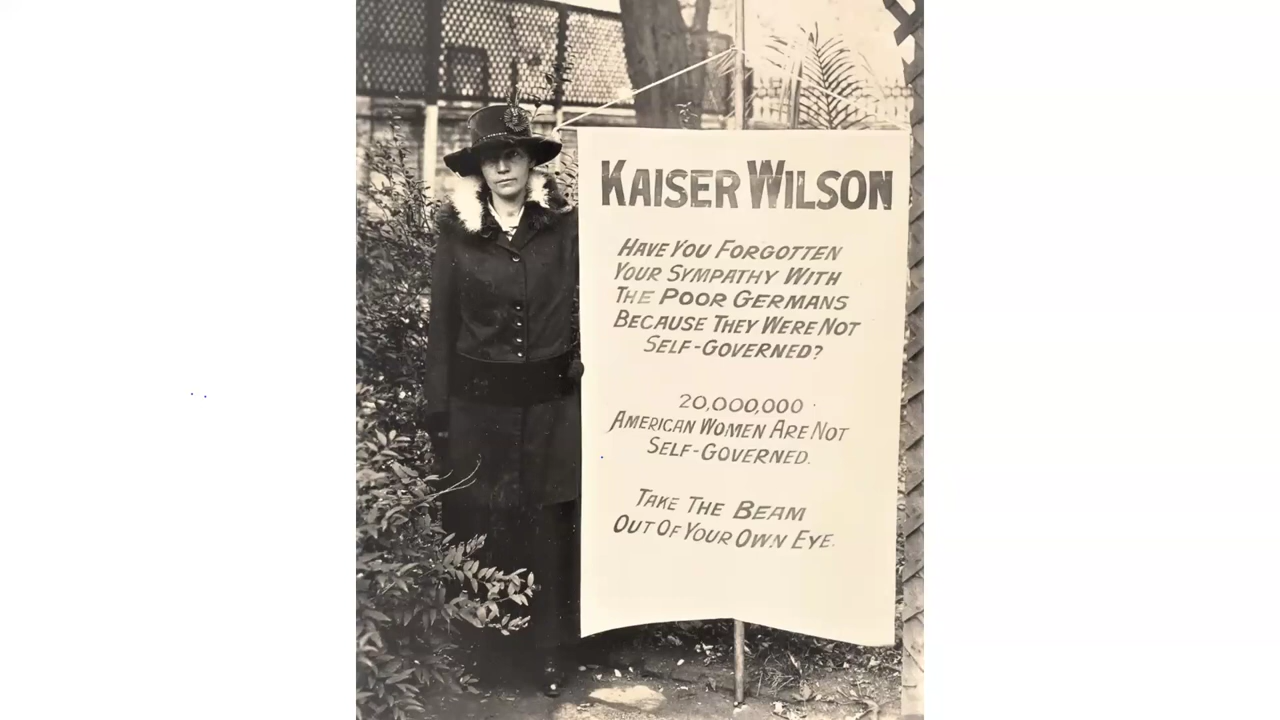 KAISER WILSON
HAVE YOU FORGOTTEN
YOUR SYMPATHY WITH
THE POOR GERMANS
BECAUSE THEY WERE NOT
SELF-GOVERNED?
20,000,000
AMERICAN WOMEN ARE NOT
SELF-GOVERNED.
TAKE THE BEAM
OUT OF YOUR OWN EYE.